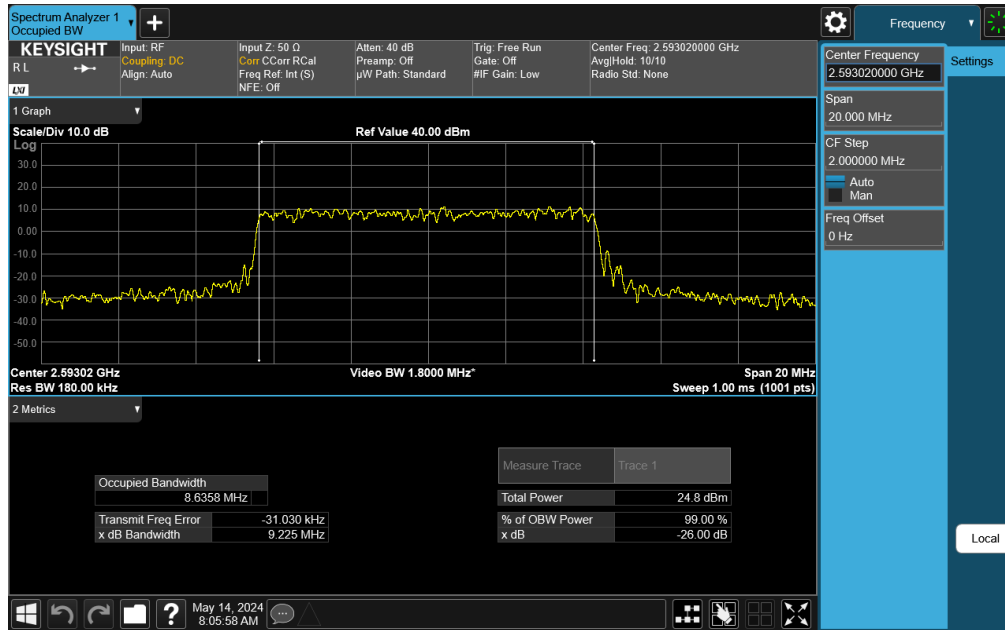 Spectrum Analyzer 1
Occupied BW
Frequency
KEYSIGHT
R L
LXI
Input: RF
Coupling: DC
Align: Auto
Input Z: 50 Ω
Corr CCorr RCal
Freq Ref: Int (S)
NFE: Off
Atten: 40 dB
Preamp: Off
µW Path: Standard
Trig: Free Run
Gate: Off
#IF Gain: Low
Center Freq: 2.593020000 GHz
Avg|Hold: 10/10
Radio Std: None
Center Frequency
2.593020000 GHz
Settings
Span
20.000 MHz
CF Step
2.000000 MHz
Auto
Man
Freq Offset
0 Hz
Local
1 Graph
Scale/Div 10.0 dB
Ref Value 40.00 dBm
Log
30.0
20.0
10.0
0.00
-10.0
-20.0
-30.0
-40.0
-50.0
Center 2.59302 GHz
Video BW 1.8000 MHz*
Span 20 MHz
Res BW 180.00 kHz
Sweep 1.00 ms (1001 pts)
2 Metrics
Measure Trace
Trace 1
Occupied Bandwidth
8.6358 MHz
Total Power
24.8 dBm
Transmit Freq Error
-31.030 kHz
% of OBW Power
99.00 %
x dB Bandwidth
9.225 MHz
x dB
-26.00 dB
May 14, 2024
8:05:58 AM